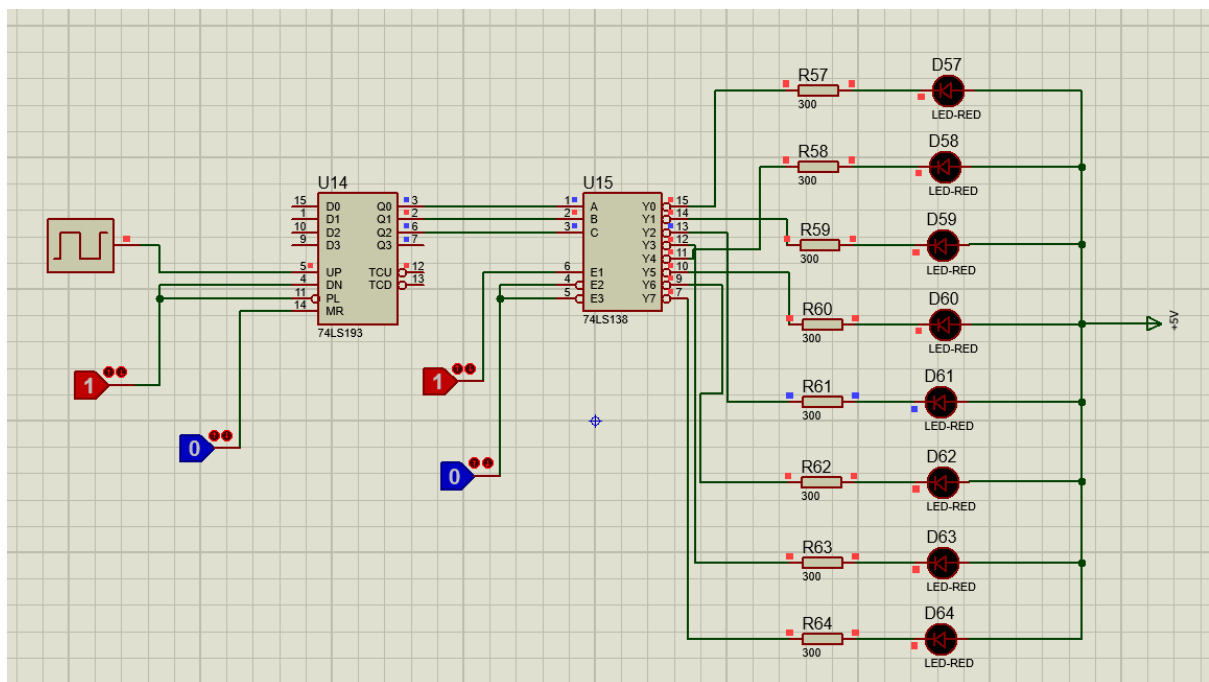 U14
15 D0 Q0 3
1 D1 Q1 2
10 D2 Q2 6
9 D3 Q3 7
5 UP TCU 12
4 DN TCD 13
11 PL
14 MR
74LS193
1
0
U15
1 A Y0 15
2 B Y1 14
3 C Y2 13
Y3 12
Y4 11
6 E1 Y5 10
4 E2 Y6 9
5 E3 Y7 7
74LS138
1
0
R57
300
D57
LED-RED
R58
300
D58
LED-RED
R59
300
D59
LED-RED
R60
300
D60
LED-RED
R61
300
D61
LED-RED
R62
300
D62
LED-RED
R63
300
D63
LED-RED
R64
300
D64
LED-RED
+5V